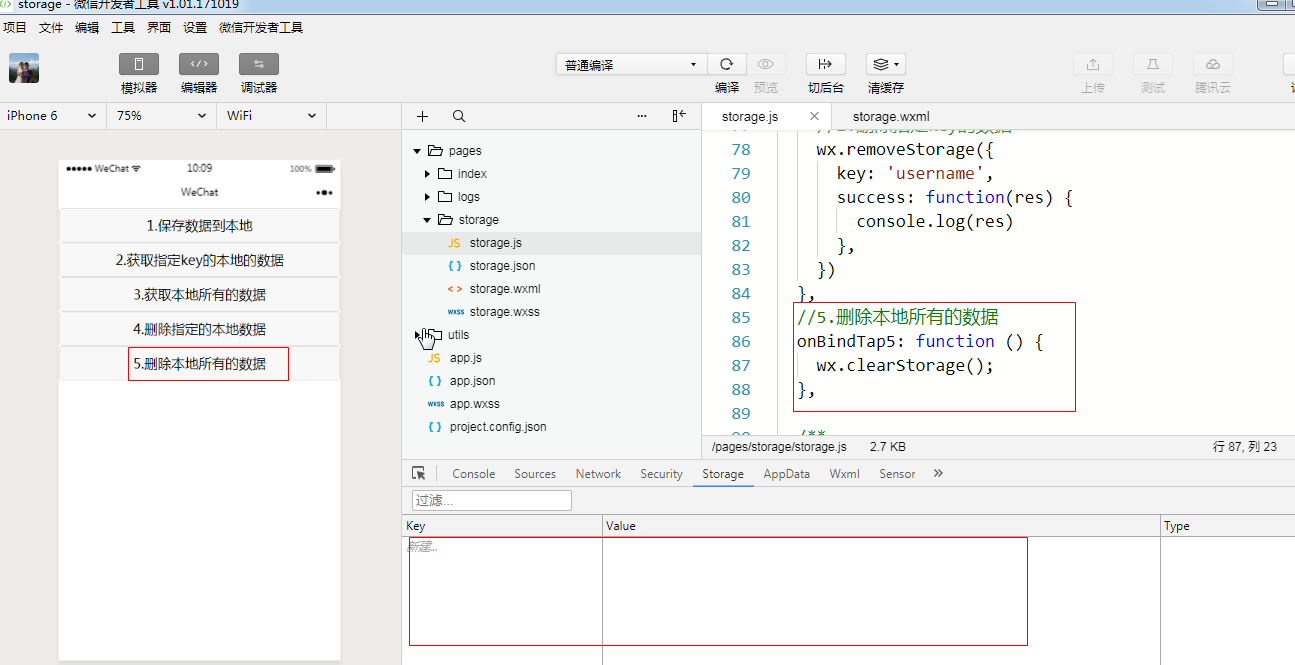 storage - 微信开发者工具 v1.01.171019
项目 文件 编辑 工具 界面 设置 微信开发者工具
模拟器 编辑器 调试器 普通编译 编译 预览 切后台 清缓存 上传 测试 腾讯云
iPhone 6 75% WiFi
WeChat 10:09 100%
WeChat
1.保存数据到本地
2.获取指定key的本地的数据
3.获取本地所有的数据
4.删除指定的本地数据
5.删除本地所有的数据
pages
index
logs
storage
JS storage.js
{ } storage.json
< > storage.wxml
wxss storage.wxss
utils
JS app.js
{ } app.json
wxss app.wxss
{ } project.config.json
storage.js storage.wxml
78 wx.removeStorage({
79 key: 'username',
80 success: function(res) {
81 console.log(res)
82 },
83 })
84 },
85 //5.删除本地所有的数据
86 onBindTap5: function () {
87 wx.clearStorage();
88 },
89
/**
/pages/storage/storage.js 2.7 KB 行 87, 列 23
Console Sources Network Security Storage AppData Wxml Sensor
过滤...
Key Value Type
新建...